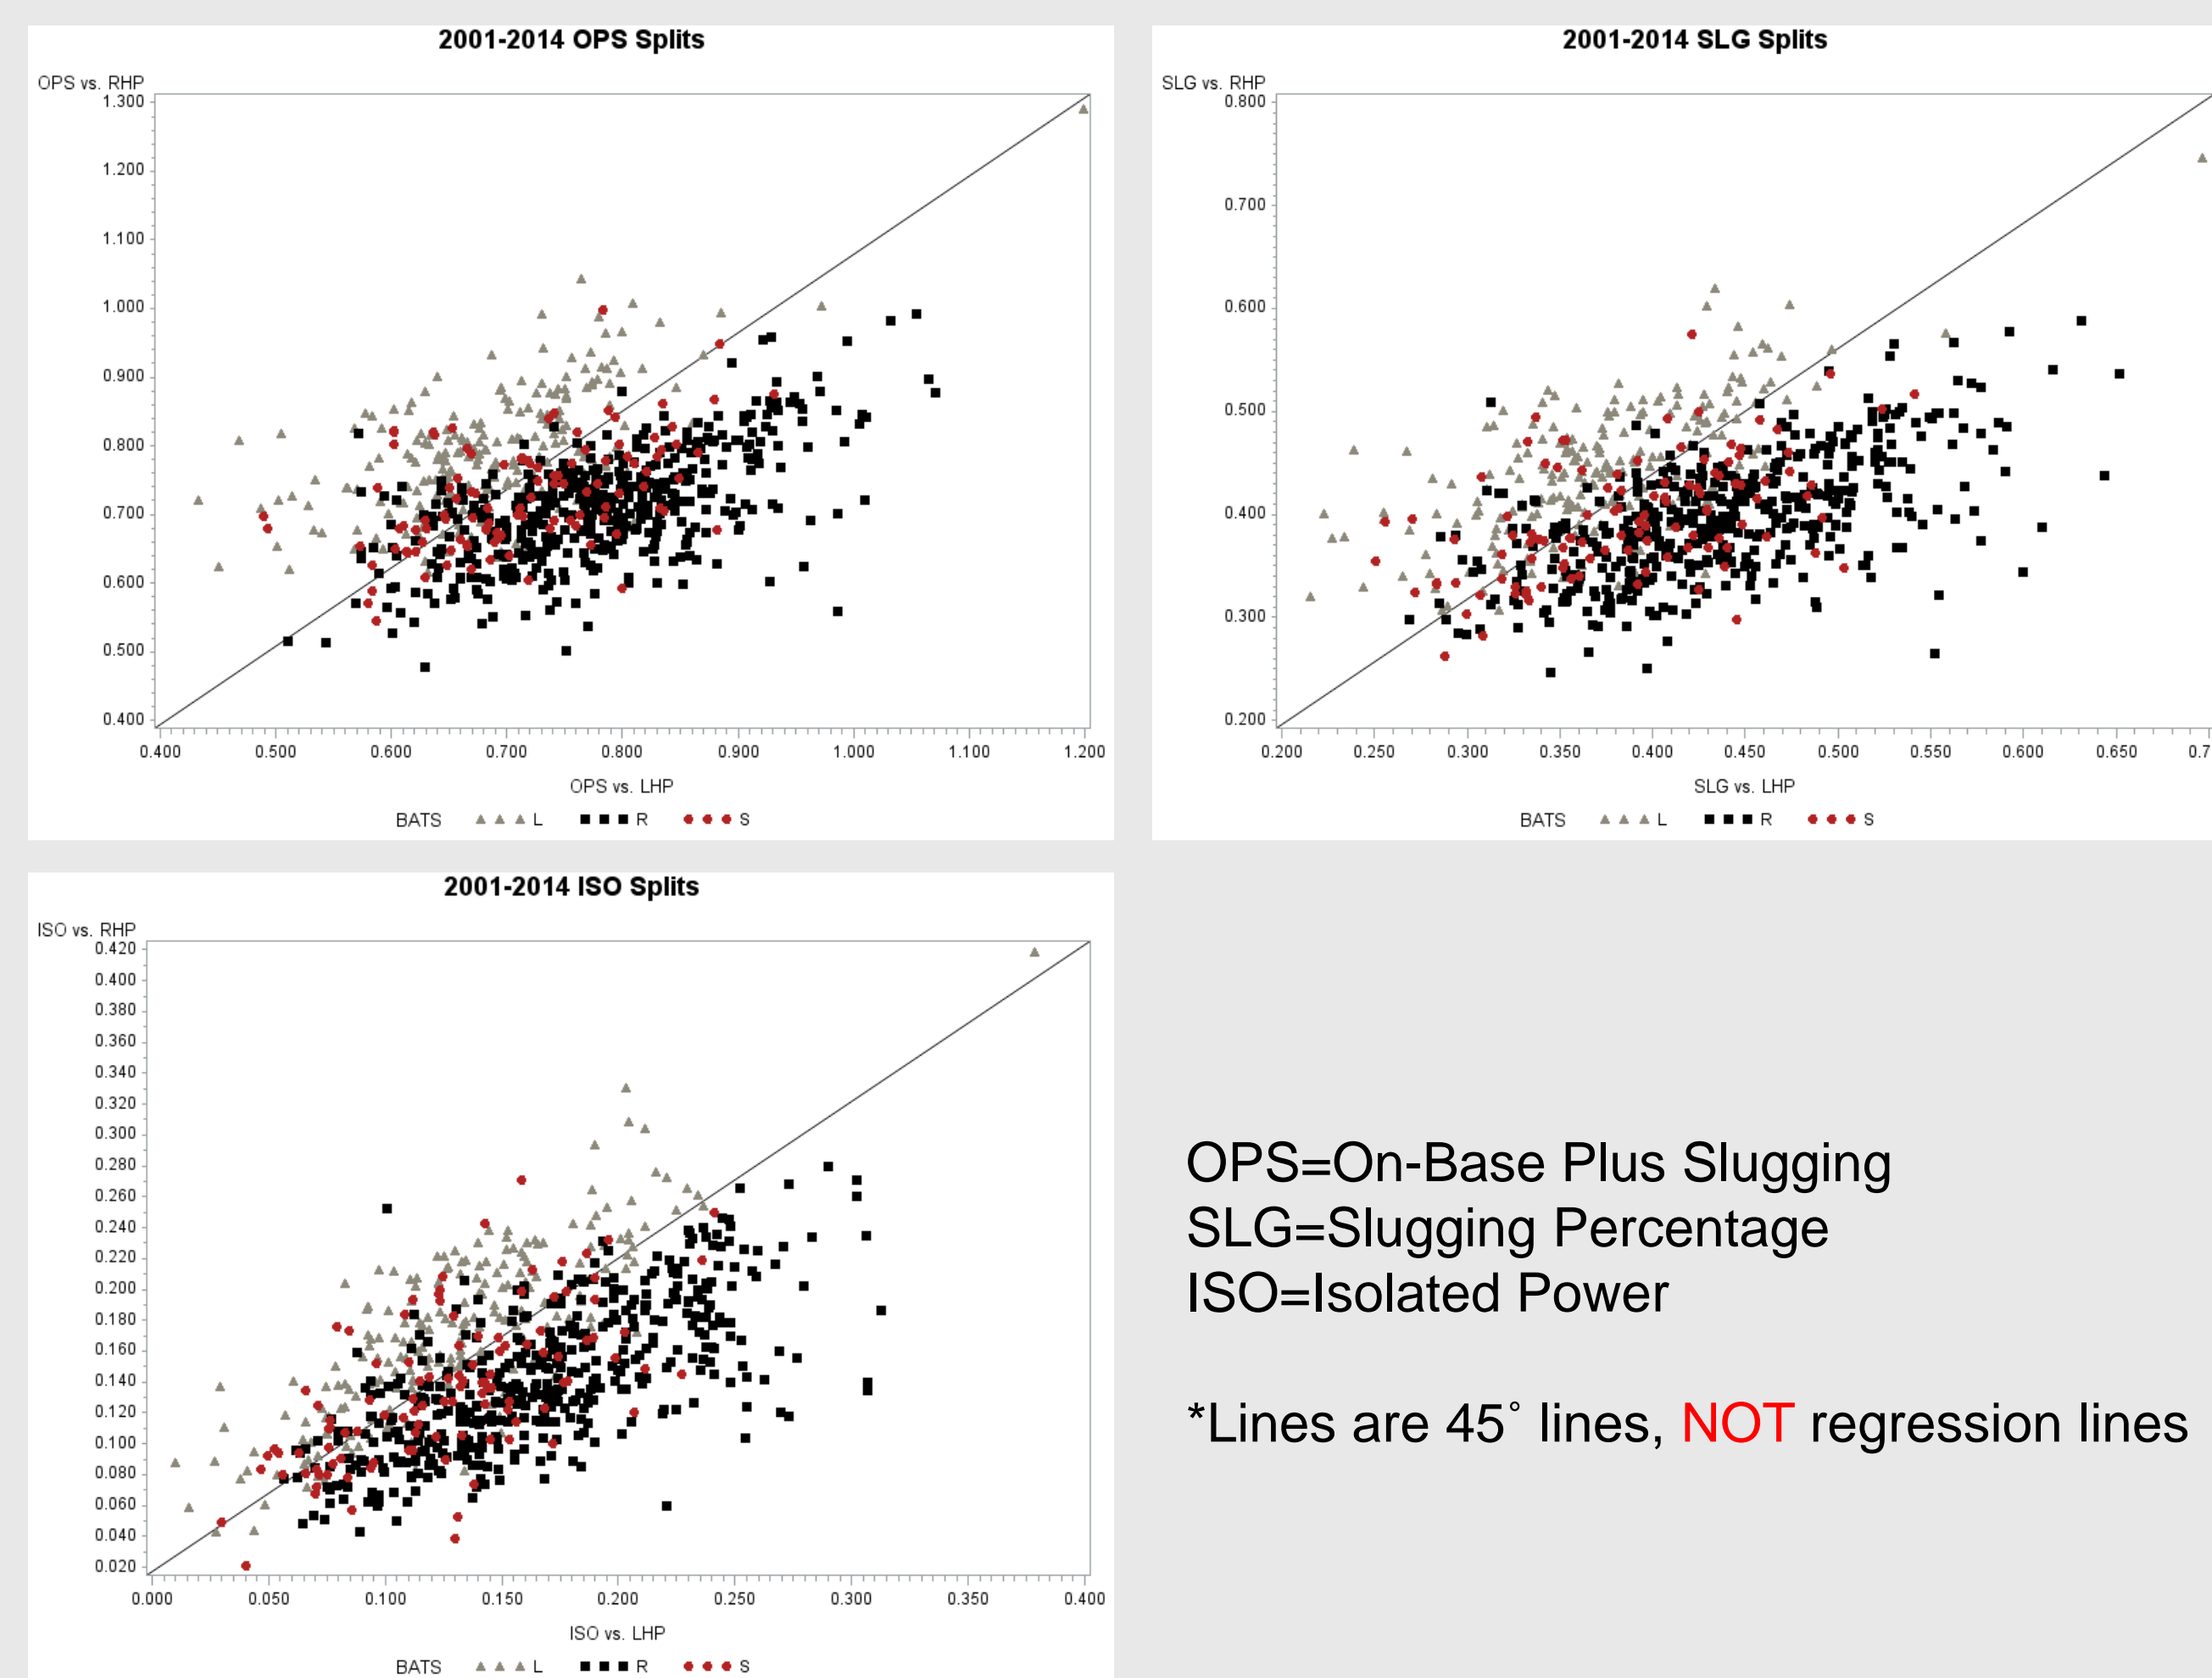 2001-2014 OPS Splits
OPS vs. RHP
1.300
1.200
1.100
1.000
0.900
0.800
0.700
0.600
0.500
0.400
0.400 0.500 0.600 0.700 0.800 0.900 1.000 1.100 1.200
OPS vs. LHP
BATS L R S
2001-2014 SLG Splits
SLG vs. RHP
0.800
0.700
0.600
0.500
0.400
0.300
0.200
0.200 0.250 0.300 0.350 0.400 0.450 0.500 0.550 0.600 0.650 0.7
SLG vs. LHP
BATS L R S
2001-2014 ISO Splits
ISO vs. RHP
0.420
0.400
0.380
0.360
0.340
0.320
0.300
0.280
0.260
0.240
0.220
0.200
0.180
0.160
0.140
0.120
0.100
0.080
0.060
0.040
0.020
0.000 0.050 0.100 0.150 0.200 0.250 0.300 0.350 0.400
ISO vs. LHP
BATS L R S
OPS=On-Base Plus Slugging
SLG=Slugging Percentage
ISO=Isolated Power
*Lines are 45° lines, NOT regression lines